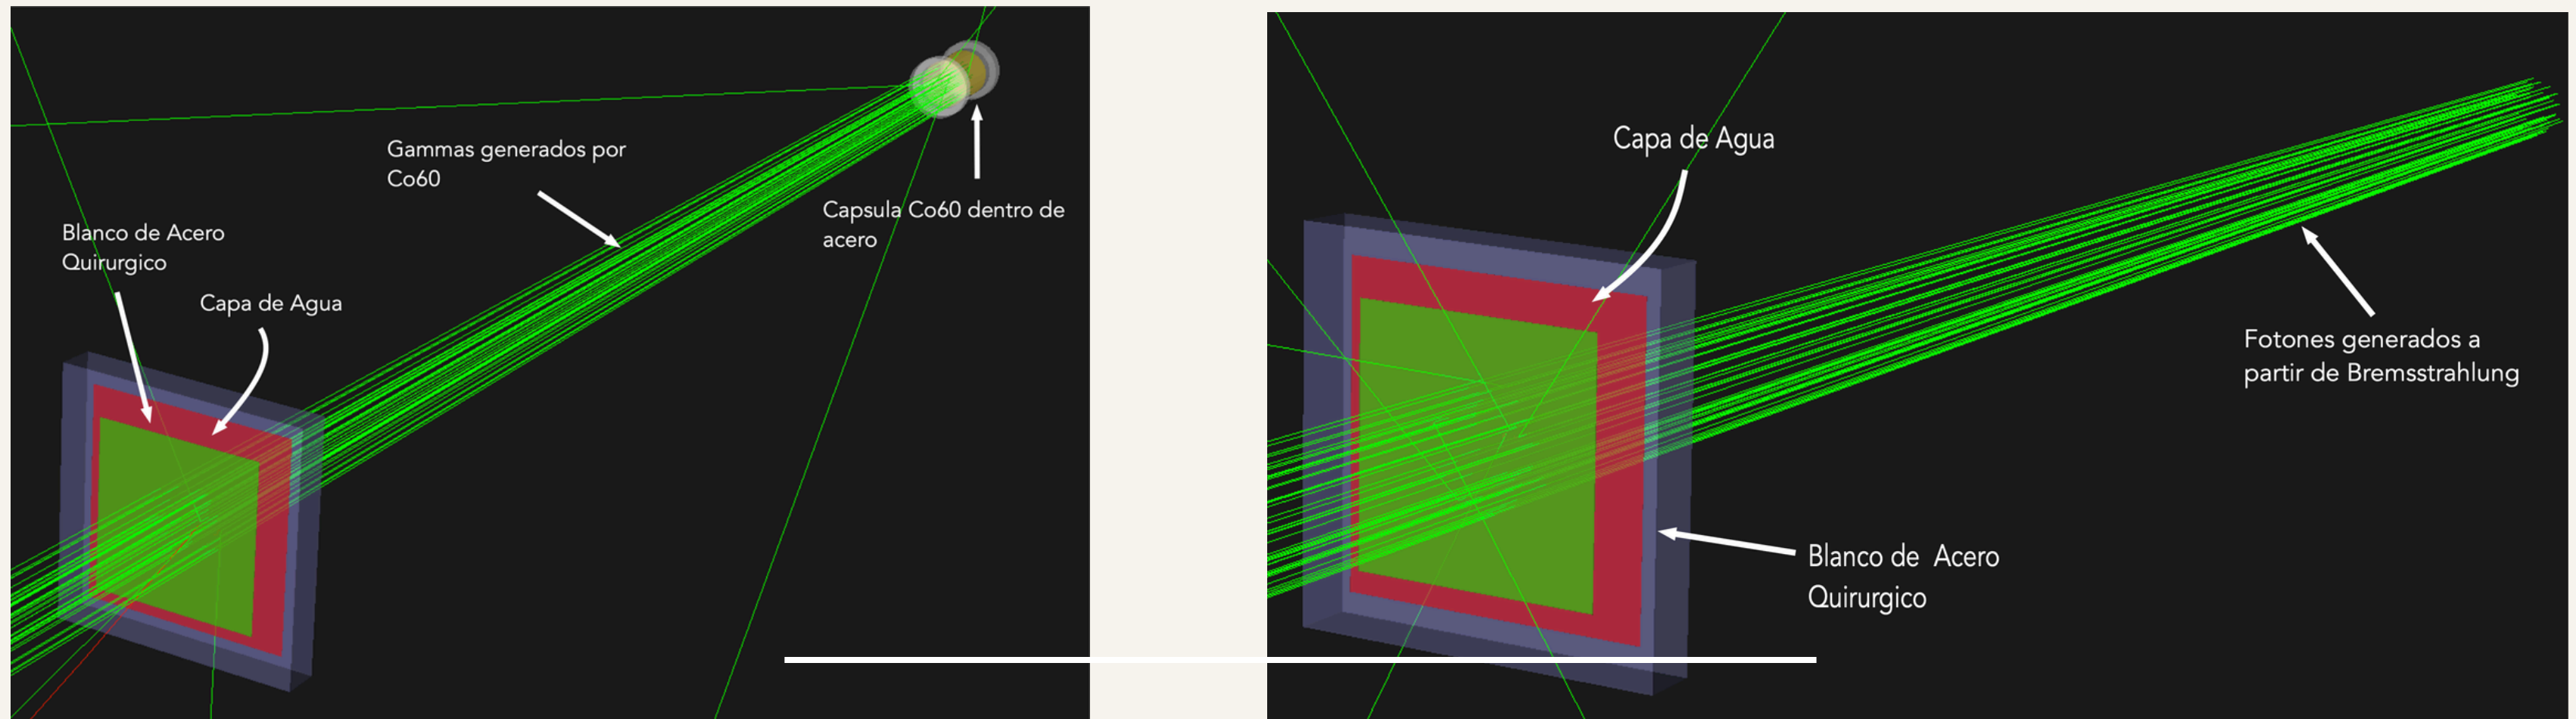 Gammas generados por
Co60
Capsula Co60 dentro de
acero
Blanco de Acero
Quirurgico
Capa de Agua
Capa de Agua
Fotones generados a
partir de Bremsstrahlung
Blanco de Acero
Quirurgico